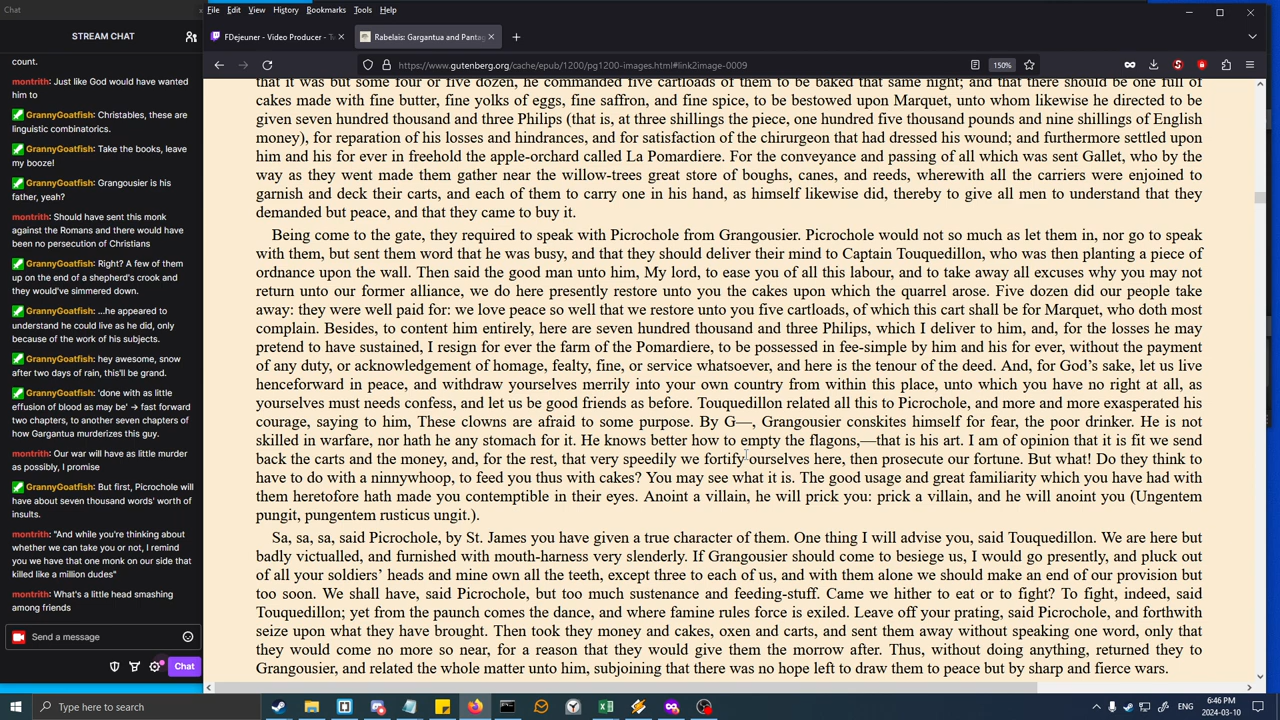 Chat
STREAM CHAT
count.
montrith: Just like God would have wanted
him to
GrannyGoatfish: Christables, these are
linguistic combinatorics.
GrannyGoatfish: Take the books, leave
my booze!
GrannyGoatfish: Grangousier is his
father, yeah?
montrith: Should have sent this monk
against the Romans and there would have
been no persecution of Christians
GrannyGoatfish: Right? A few of them
up on the end of a shepherd's crook and
they would've simmered down.
GrannyGoatfish: ...he appeared to
understand he could live as he did, only
because of the work of his subjects.
GrannyGoatfish: hey awesome, snow
after two days of rain, this'll be grand.
GrannyGoatfish: 'done with as little
effusion of blood as may be' → fast forward
two chapters, to another seven chapters of
how Gargantua murderizes this guy.
montrith: Our war will have as little murder
as possibly, I promise
GrannyGoatfish: But first, Picrochole
will have about seven thousand words' worth of
insults.
montrith: "And while you're thinking about
whether we can take you or not, I remind
you we have that one monk on our side that
killed like a million dudes"
montrith: What's a little head smashing
among friends
Send a message
Chat
File Edit View History Bookmarks Tools Help
FDejeuner - Video Producer - T
Rabelais: Gargantua and Pantag
https://www.gutenberg.org/cache/epub/1200/pg1200-images.html#link2image-0009
150%
that it was but some four or five dozen, he commanded five cartloads of them to be baked that same night; and that there should be one full of
cakes made with fine butter, fine yolks of eggs, fine saffron, and fine spice, to be bestowed upon Marquet, unto whom likewise he directed to be
given seven hundred thousand and three Philips (that is, at three shillings the piece, one hundred five thousand pounds and nine shillings of English
money), for reparation of his losses and hindrances, and for satisfaction of the chirurgeon that had dressed his wound; and furthermore settled upon
him and his for ever in freehold the apple-orchard called La Pomardiere. For the conveyance and passing of all which was sent Gallet, who by the
way as they went made them gather near the willow-trees great store of boughs, canes, and reeds, wherewith all the carriers were enjoined to
garnish and deck their carts, and each of them to carry one in his hand, as himself likewise did, thereby to give all men to understand that they
demanded but peace, and that they came to buy it.
Being come to the gate, they required to speak with Picrochole from Grangousier. Picrochole would not so much as let them in, nor go to speak
with them, but sent them word that he was busy, and that they should deliver their mind to Captain Touquedillon, who was then planting a piece of
ordnance upon the wall. Then said the good man unto him, My lord, to ease you of all this labour, and to take away all excuses why you may not
return unto our former alliance, we do here presently restore unto you the cakes upon which the quarrel arose. Five dozen did our people take
away: they were well paid for: we love peace so well that we restore unto you five cartloads, of which this cart shall be for Marquet, who doth most
complain. Besides, to content him entirely, here are seven hundred thousand and three Philips, which I deliver to him, and, for the losses he may
pretend to have sustained, I resign for ever the farm of the Pomardiere, to be possessed in fee-simple by him and his for ever, without the payment
of any duty, or acknowledgement of homage, fealty, fine, or service whatsoever, and here is the tenour of the deed. And, for God's sake, let us live
henceforward in peace, and withdraw yourselves merrily into your own country from within this place, unto which you have no right at all, as
yourselves must needs confess, and let us be good friends as before. Touquedillon related all this to Picrochole, and more and more exasperated his
courage, saying to him, These clowns are afraid to some purpose. By G—, Grangousier conskites himself for fear, the poor drinker. He is not
skilled in warfare, nor hath he any stomach for it. He knows better how to empty the flagons,—that is his art. I am of opinion that it is fit we send
back the carts and the money, and, for the rest, that very speedily we fortify ourselves here, then prosecute our fortune. But what! Do they think to
have to do with a ninnywhoop, to feed you thus with cakes? You may see what it is. The good usage and great familiarity which you have had with
them heretofore hath made you contemptible in their eyes. Anoint a villain, he will prick you: prick a villain, and he will anoint you (Ungentem
pungit, pungentem rusticus ungit.).
Sa, sa, sa, said Picrochole, by St. James you have given a true character of them. One thing I will advise you, said Touquedillon. We are here but
badly victualled, and furnished with mouth-harness very slenderly. If Grangousier should come to besiege us, I would go presently, and pluck out
of all your soldiers' heads and mine own all the teeth, except three to each of us, and with them alone we should make an end of our provision but
too soon. We shall have, said Picrochole, but too much sustenance and feeding-stuff. Came we hither to eat or to fight? To fight, indeed, said
Touquedillon; yet from the paunch comes the dance, and where famine rules force is exiled. Leave off your prating, said Picrochole, and forthwith
seize upon what they have brought. Then took they money and cakes, oxen and carts, and sent them away without speaking one word, only that
they would come no more so near, for a reason that they would give them the morrow after. Thus, without doing anything, returned they to
Grangousier, and related the whole matter unto him, subjoining that there was no hope left to draw them to peace but by sharp and fierce wars.
Type here to search
ENG
6:46 PM
2024-03-10